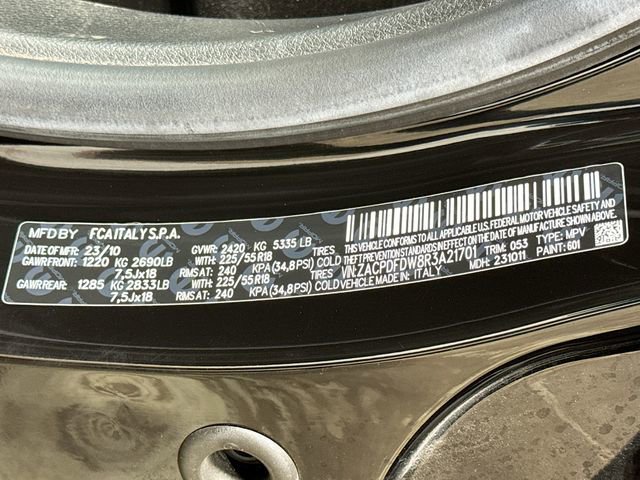 MFD BY FCA ITALY S.P.A.
DATE OF MFR: 23/10 GVWR: 2420 KG 5335 LB
GAWR FRONT: 1220 KG 2690LB WITH: 225/55R18 TIRES
7,5Jx18 RIMS AT: 240 KPA (34,8PSI) COLD
GAWR REAR: 1285 KG 2833LB WITH: 225/55R18 TIRES
7,5Jx18 RIMS AT: 240 KPA (34,8PSI) COLD
THIS VEHICLE CONFORMS TO ALL APPLICABLE U.S. FEDERAL MOTOR VEHICLE SAFETY AND
THEFT PREVENTION STANDARDS IN EFFECT ON THE DATE OF MANUFACTURE SHOWN ABOVE.
VIN: ZACPDFDW8R3A21701 TRIM: 053 TYPE: MPV
VEHICLE MADE IN: ITALY MDH: 231011 PAINT: 601